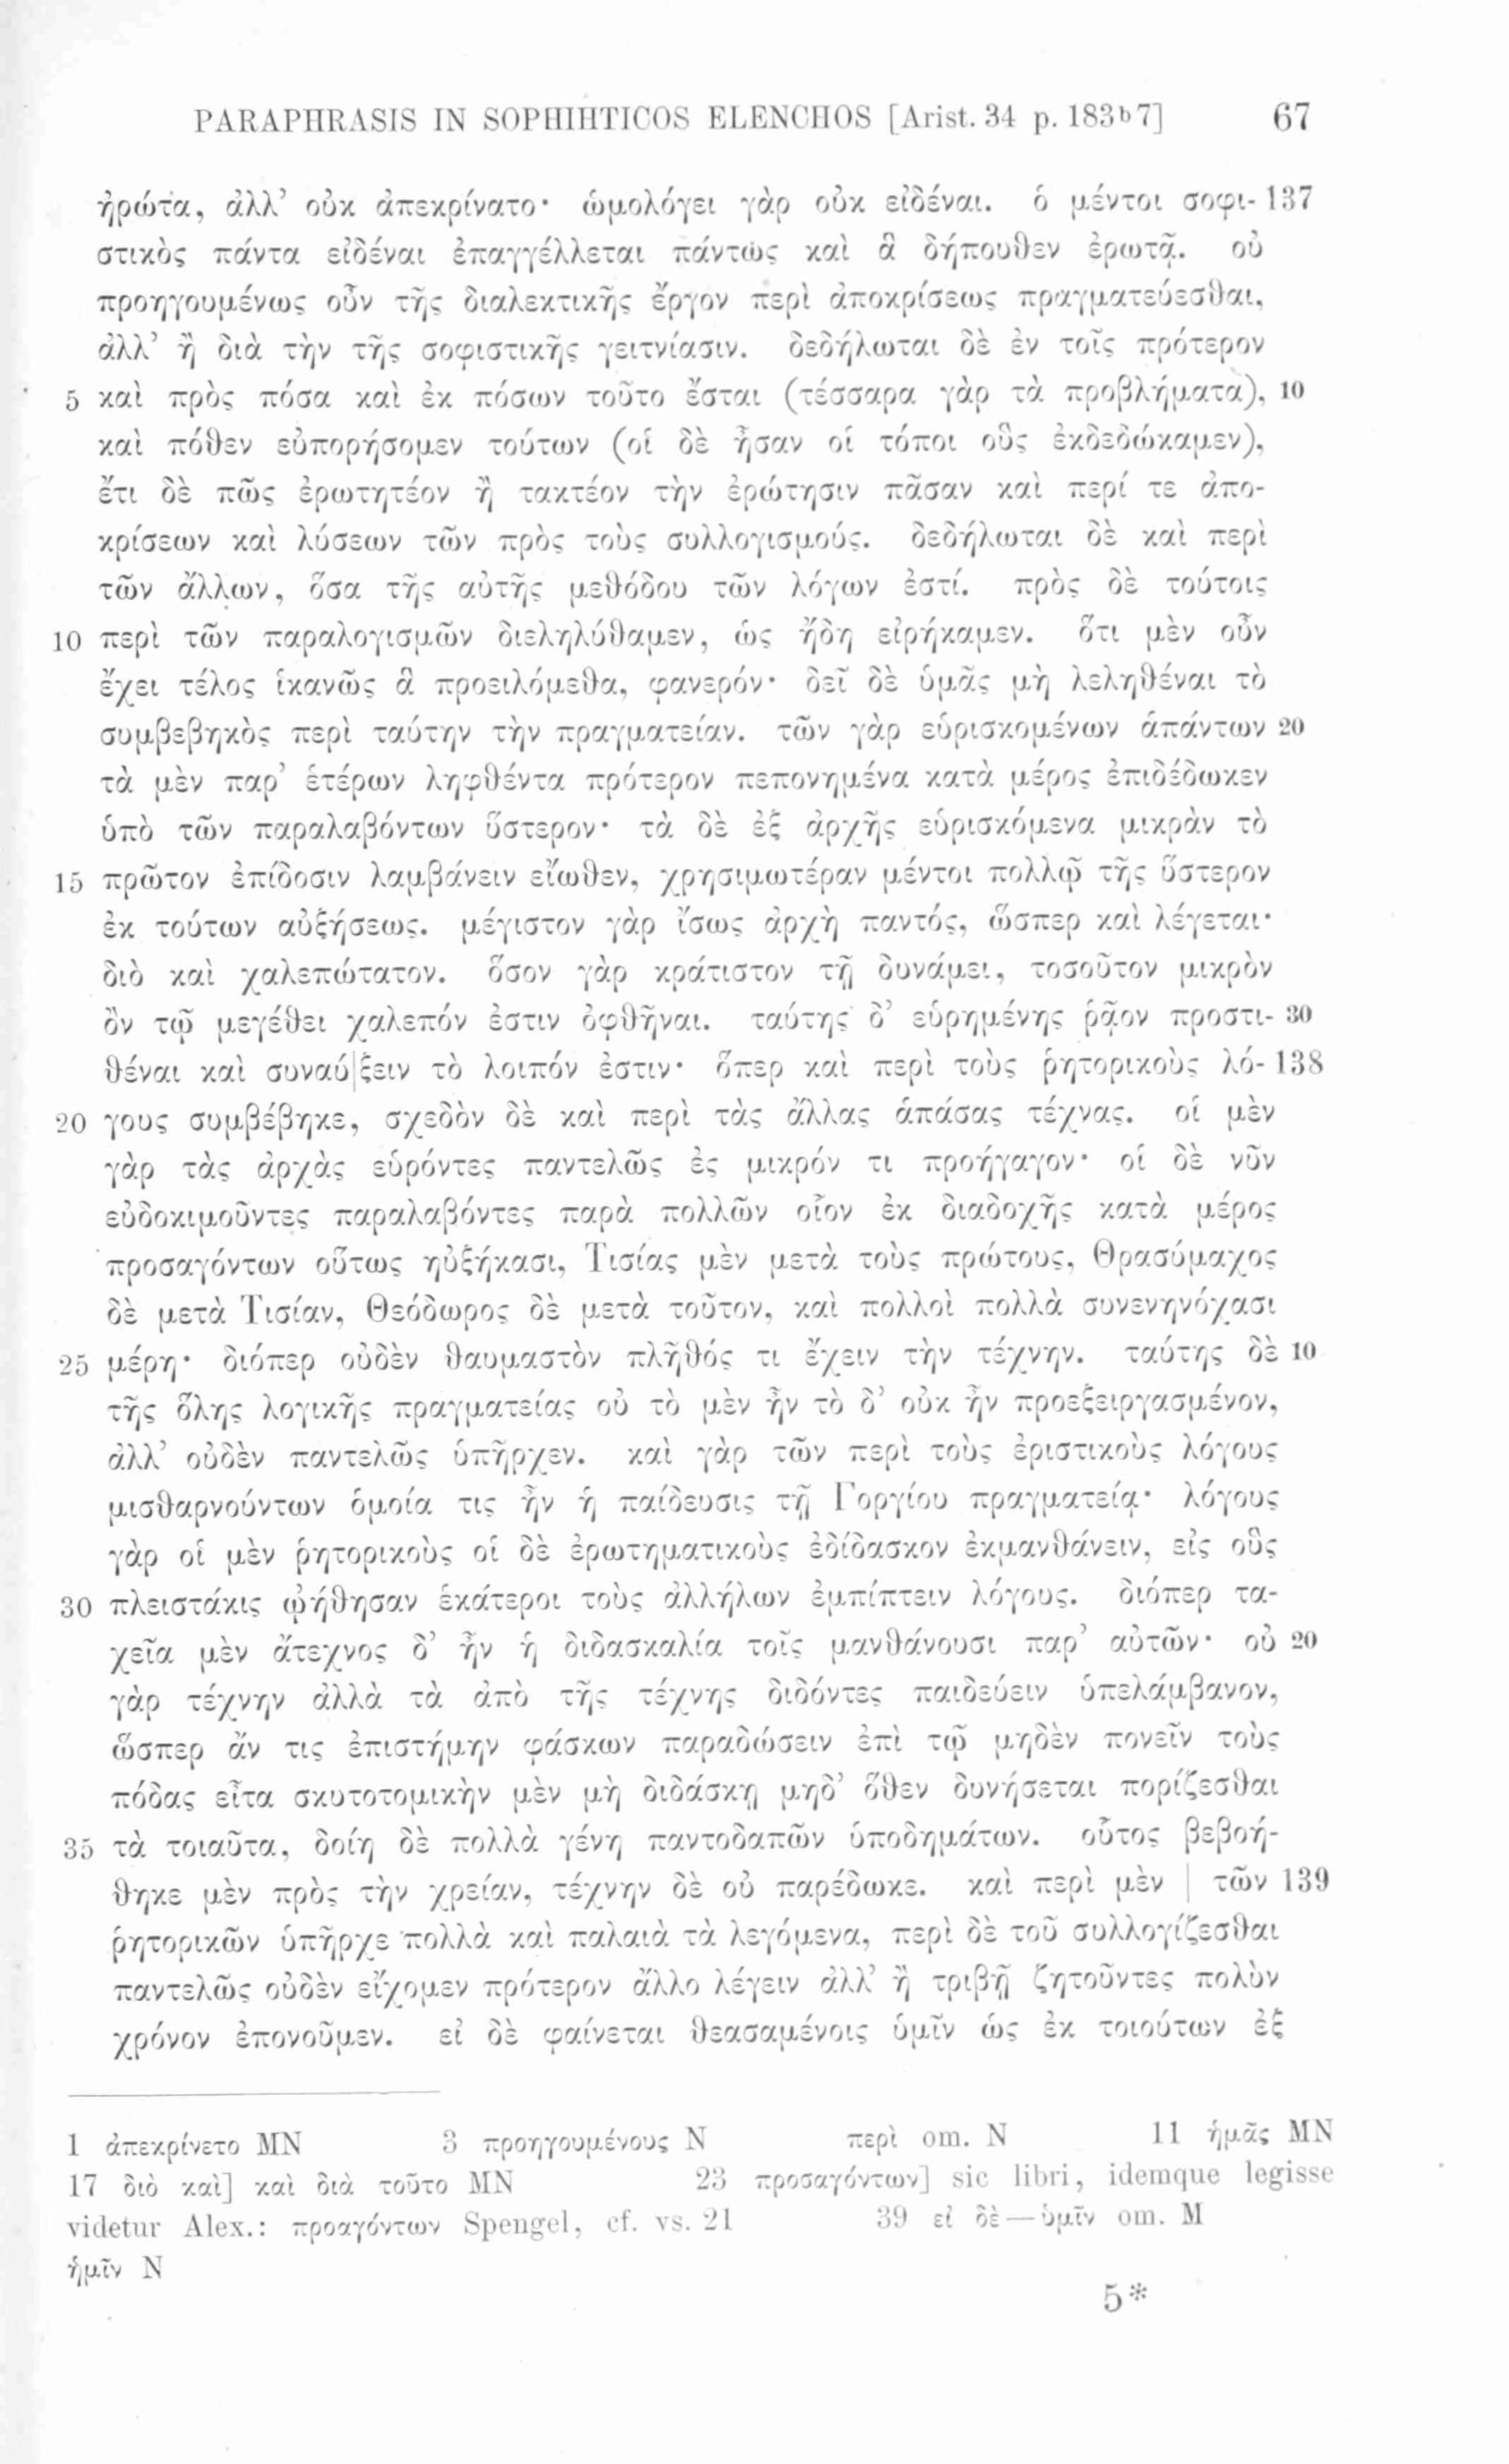 PARAPHRASIS IN SOPHIHTICOS ELENCHOS [Arist. 34 p. 183b7] 67
ἠρώτα, ἀλλ’ οὐκ ἀπεκρίνατο· ὡμολόγει γὰρ οὐκ εἰδέναι. ὁ μέντοι σοφι- 137
στικὸς πάντα εἰδέναι ἐπαγγέλλεται πάντως καὶ ἃ δήπουθεν ἐρωτᾷ. οὐ
προηγουμένως οὖν τῆς διαλεκτικῆς ἔργον περὶ ἀποκρίσεως πραγματεύεσθαι,
ἀλλ’ ἢ διὰ τὴν τῆς σοφιστικῆς γειτνίασιν. δεδήλωται δὲ ἐν τοῖς πρότερον
5 καὶ πρὸς πόσα καὶ ἐκ πόσων τοῦτο ἔσται (τέσσαρα γὰρ τὰ προβλήματα), 10
καὶ πόθεν εὐπορήσομεν τούτων (οἱ δὲ ἦσαν οἱ τόποι οὓς ἐκδεδώκαμεν),
ἔτι δὲ πῶς ἐρωτητέον ἢ τακτέον τὴν ἐρώτησιν πᾶσαν καὶ περί τε ἀπο-
κρίσεων καὶ λύσεων τῶν πρὸς τοὺς συλλογισμούς. δεδήλωται δὲ καὶ περὶ
τῶν ἄλλων, ὅσα τῆς αὐτῆς μεθόδου τῶν λόγων ἐστί. πρὸς δὲ τούτοις
10 περὶ τῶν παραλογισμῶν διεληλύθαμεν, ὡς ἤδη εἰρήκαμεν. ὅτι μὲν οὖν
ἔχει τέλος ἱκανῶς ἃ προειλόμεθα, φανερόν· δεῖ δὲ ὑμᾶς μὴ λεληθέναι τὸ
συμβεβηκὸς περὶ ταύτην τὴν πραγματείαν. τῶν γὰρ εὑρισκομένων ἁπάντων 20
τὰ μὲν παρ’ ἑτέρων ληφθέντα πρότερον πεπονημένα κατὰ μέρος ἐπιδέδωκεν
ὑπὸ τῶν παραλαβόντων ὕστερον· τὰ δὲ ἐξ ἀρχῆς εὑρισκόμενα μικρὰν τὸ
15 πρῶτον ἐπίδοσιν λαμβάνειν εἴωθεν, χρησιμωτέραν μέντοι πολλῷ τῆς ὕστερον
ἐκ τούτων αὐξήσεως. μέγιστον γὰρ ἴσως ἀρχὴ παντός, ὥσπερ καὶ λέγεται·
διὸ καὶ χαλεπώτατον. ὅσον γὰρ κράτιστον τῇ δυνάμει, τοσοῦτον μικρὸν
ὂν τῷ μεγέθει χαλεπόν ἐστιν ὀφθῆναι. ταύτης δ’ εὑρημένης ῥᾷον προστι- 30
θέναι καὶ συναύ|ξειν τὸ λοιπόν ἐστιν· ὅπερ καὶ περὶ τοὺς ῥητορικοὺς λό- 138
20 γους συμβέβηκε, σχεδὸν δὲ καὶ περὶ τὰς ἄλλας ἁπάσας τέχνας. οἱ μὲν
γὰρ τὰς ἀρχὰς εὑρόντες παντελῶς ἐς μικρόν τι προήγαγον· οἱ δὲ νῦν
εὐδοκιμοῦντες παραλαβόντες παρὰ πολλῶν οἷον ἐκ διαδοχῆς κατὰ μέρος
προσαγόντων οὕτως ηὐξήκασι, Τισίας μὲν μετὰ τοὺς πρώτους, Θρασύμαχος
δὲ μετὰ Τισίαν, Θεόδωρος δὲ μετὰ τοῦτον, καὶ πολλοὶ πολλὰ συνενηνόχασι
25 μέρη· διόπερ οὐδὲν θαυμαστὸν πλῆθός τι ἔχειν τὴν τέχνην. ταύτης δὲ 10
τῆς ὅλης λογικῆς πραγματείας οὐ τὸ μὲν ἦν τὸ δ’ οὐκ ἦν προεξειργασμένον,
ἀλλ’ οὐδὲν παντελῶς ὑπῆρχεν. καὶ γὰρ τῶν περὶ τοὺς ἐριστικοὺς λόγους
μισθαρνούντων ὁμοία τις ἦν ἡ παίδευσις τῇ Γοργίου πραγματείᾳ· λόγους
γὰρ οἱ μὲν ῥητορικοὺς οἱ δὲ ἐρωτηματικοὺς ἐδίδασκον ἐκμανθάνειν, εἰς οὓς
30 πλειστάκις ᾠήθησαν ἑκάτεροι τοὺς ἀλλήλων ἐμπίπτειν λόγους. διόπερ τα-
χεῖα μὲν ἄτεχνος δ’ ἦν ἡ διδασκαλία τοῖς μανθάνουσι παρ’ αὐτῶν· οὐ 20
γὰρ τέχνην ἀλλὰ τὰ ἀπὸ τῆς τέχνης διδόντες παιδεύειν ὑπελάμβανον,
ὥσπερ ἄν τις ἐπιστήμην φάσκων παραδώσειν ἐπὶ τῷ μηδὲν πονεῖν τοὺς
πόδας εἶτα σκυτοτομικὴν μὲν μὴ διδάσκῃ μηδ’ ὅθεν δυνήσεται πορίζεσθαι
35 τὰ τοιαῦτα, δοίη δὲ πολλὰ γένη παντοδαπῶν ὑποδημάτων. οὗτος βεβοή-
θηκε μὲν πρὸς τὴν χρείαν, τέχνην δὲ οὐ παρέδωκε. καὶ περὶ μὲν | τῶν 139
ῥητορικῶν ὑπῆρχε πολλὰ καὶ παλαιὰ τὰ λεγόμενα, περὶ δὲ τοῦ συλλογίζεσθαι
παντελῶς οὐδὲν εἴχομεν πρότερον ἄλλο λέγειν ἀλλ’ ἢ τριβῇ ζητοῦντες πολὺν
χρόνον ἐπονοῦμεν. εἰ δὲ φαίνεται θεασαμένοις ὑμῖν ὡς ἐκ τοιούτων ἐξ
1 ἀπεκρίνετο MN 3 προηγουμένους N περὶ om. N 11 ἡμᾶς MN
17 διὸ καὶ] καὶ διὰ τοῦτο MN 23 προσαγόντων] sic libri, idemque legisse
videtur Alex.: προαγόντων Spengel, cf. vs. 21 39 εἰ δὲ—ὑμῖν om. M
ἡμῖν N
5*